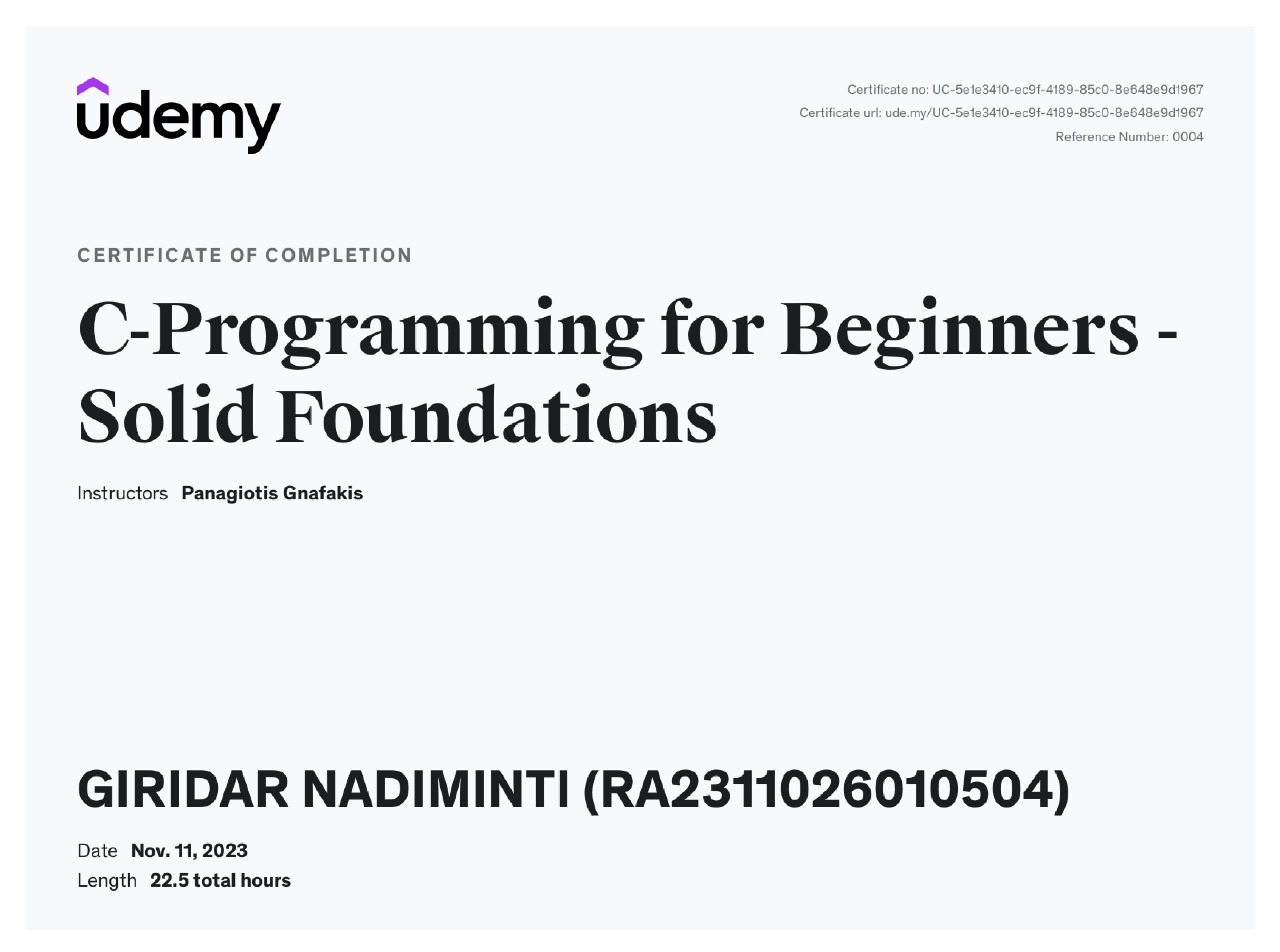 udemy
Certificate no: UC-5e1e3410-ec9f-4189-85c0-8e648e9d1967
Certificate url: ude.my/UC-5e1e3410-ec9f-4189-85c0-8e648e9d1967
Reference Number: 0004
CERTIFICATE OF COMPLETION
C-Programming for Beginners -
Solid Foundations
Instructors Panagiotis Gnafakis
GIRIDAR NADIMINTI (RA2311026010504)
Date Nov. 11, 2023
Length 22.5 total hours